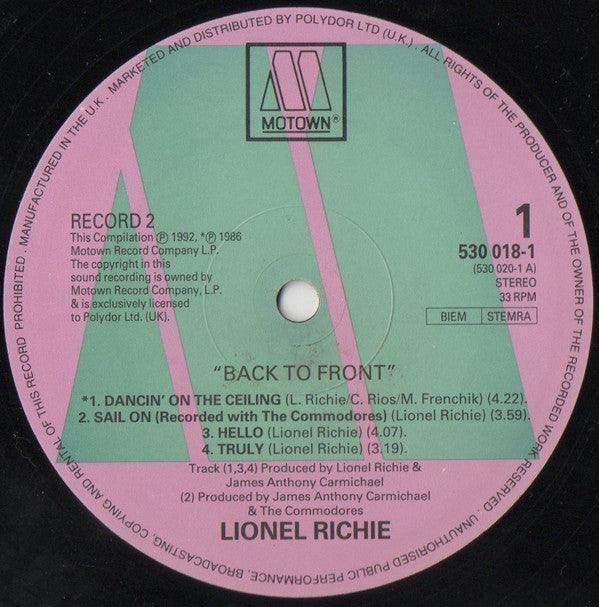 MANUFACTURED IN THE U.K. MARKETED AND DISTRIBUTED BY POLYDOR LTD (U.K.). ALL RIGHTS OF THE PRODUCER AND OF THE OWNER OF THE RECORDED WORK RESERVED. UNAUTHORISED PUBLIC PERFORMANCE, BROADCASTING, COPYING AND RENTAL OF THIS RECORD PROHIBITED.
MOTOWN®
RECORD 2
This Compilation Ⓟ 1992, *Ⓟ 1986
Motown Record Company L.P.
The copyright in this
sound recording is owned by
Motown Record Company, L.P.
& is exclusively licensed
to Polydor Ltd. (UK).
1
530 018-1
(530 020-1 A)
STEREO
33 RPM
BIEM STEMRA
"BACK TO FRONT"
*1. DANCIN' ON THE CEILING (L. Richie/C. Rios/M. Frenchik) (4.22).
2. SAIL ON (Recorded with The Commodores) (Lionel Richie) (3.59).
3. HELLO (Lionel Richie) (4.07).
4. TRULY (Lionel Richie) (3.19).
Track (1,3,4) Produced by Lionel Richie &
James Anthony Carmichael
(2) Produced by James Anthony Carmichael
& The Commodores
LIONEL RICHIE